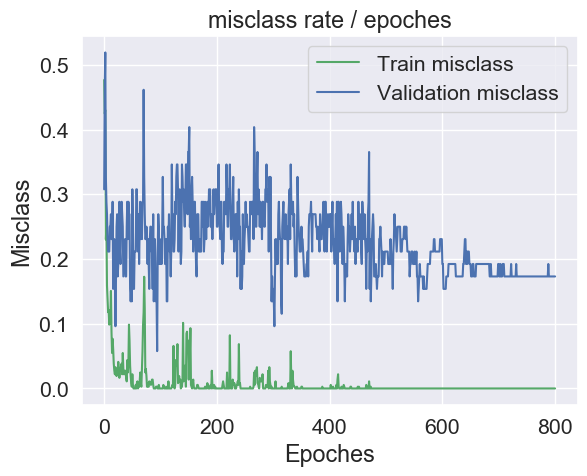 misclass rate / epoches
Train misclass
Validation misclass
0.5
0.4
0.3
0.2
0.1
0.0
Misclass
0 200 400 600 800
Epoches